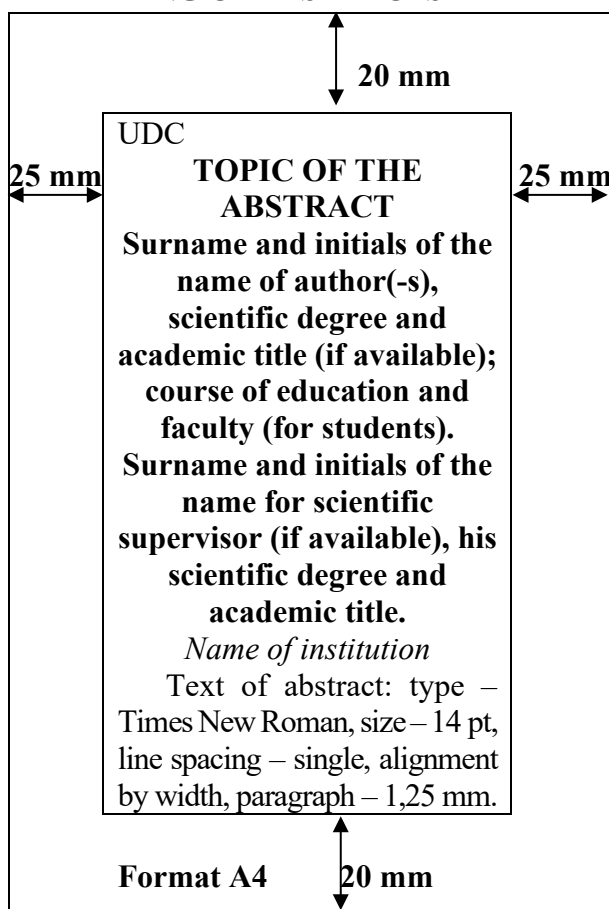 20 mm
UDC
25 mm
TOPIC OF THE
25 mm
ABSTRACT
Surname and initials of the
name of author(-s),
scientific degree and
academic title (if available);
course of education and
faculty (for students).
Surname and initials of the
name for scientific
supervisor (if available), his
scientific degree and
academic title.
Name of institution
Text of abstract: type –
Times New Roman, size – 14 pt,
line spacing – single, alignment
by width, paragraph – 1,25 mm.
Format A4
20 mm